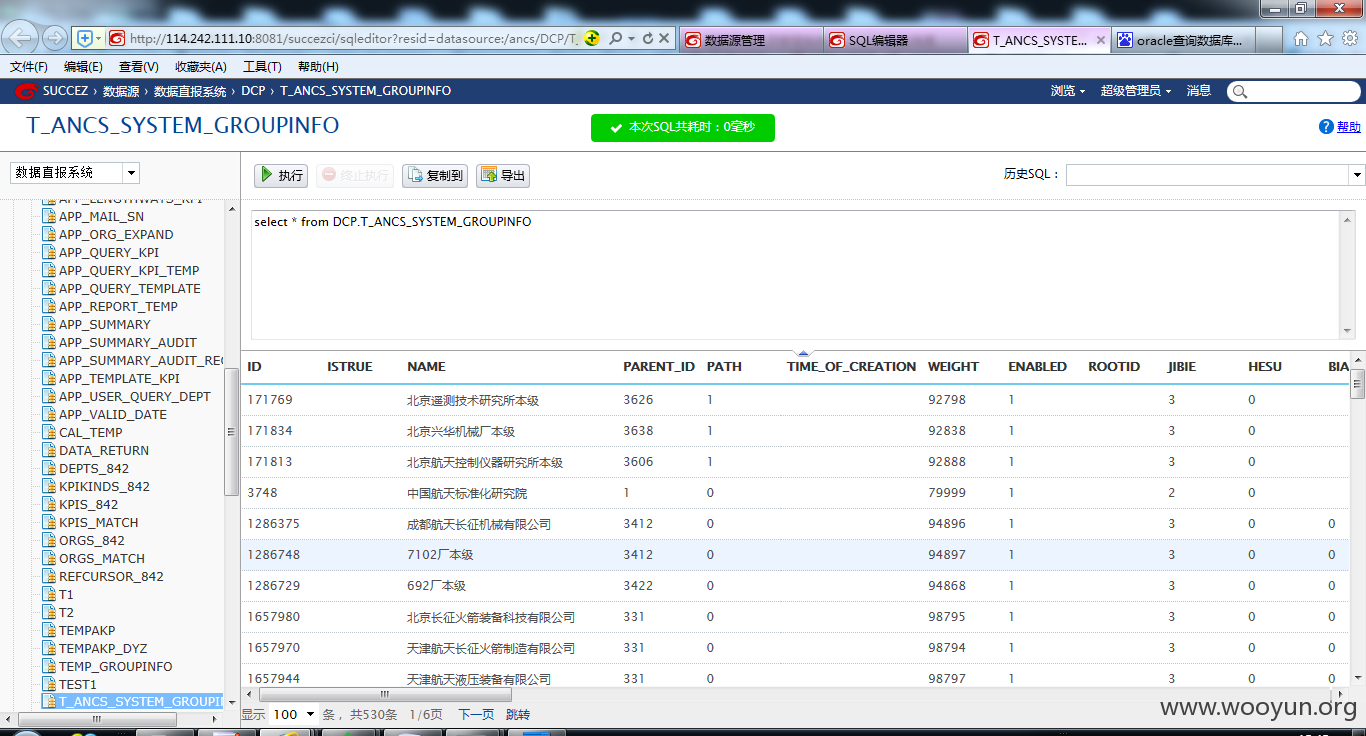 http://114.242.111.10:8081/succezci/sqleditor?resid=datasource:/ancs/DCP/T_
数据源管理
SQL编辑器
T_ANCS_SYSTE...
oracle查询数据库...
文件(F) 编辑(E) 查看(V) 收藏夹(A) 工具(T) 帮助(H)
SUCCEZ › 数据源 › 数据直报系统 › DCP › T_ANCS_SYSTEM_GROUPINFO
浏览 超级管理员 消息
T_ANCS_SYSTEM_GROUPINFO
本次SQL共耗时：0毫秒
帮助
数据直报系统
执行 终止执行 复制到 导出
历史SQL：
select * from DCP.T_ANCS_SYSTEM_GROUPINFO
APP_LENGTHWAYS_KPI
APP_MAIL_SN
APP_ORG_EXPAND
APP_QUERY_KPI
APP_QUERY_KPI_TEMP
APP_QUERY_TEMPLATE
APP_REPORT_TEMP
APP_SUMMARY
APP_SUMMARY_AUDIT
APP_SUMMARY_AUDIT_REC
APP_TEMPLATE_KPI
APP_USER_QUERY_DEPT
APP_VALID_DATE
CAL_TEMP
DATA_RETURN
DEPTS_842
KPIKINDS_842
KPIS_842
KPIS_MATCH
ORGS_842
ORGS_MATCH
REFCURSOR_842
T1
T2
TEMPAKP
TEMPAKP_DYZ
TEMP_GROUPINFO
TEST1
T_ANCS_SYSTEM_GROUPI
ID ISTRUE NAME PARENT_ID PATH TIME_OF_CREATION WEIGHT ENABLED ROOTID JIBIE HESU BIA
171769 北京遥测技术研究所本级 3626 1 92798 1 3 0
171834 北京兴华机械厂本级 3638 1 92838 1 3 0
171813 北京航天控制仪器研究所本级 3606 1 92888 1 3 0
3748 中国航天标准化研究院 1 0 79999 1 2 0
1286375 成都航天长征机械有限公司 3412 0 94896 1 3 0 0
1286748 7102厂本级 3412 0 94897 1 3 0 0
1286729 692厂本级 3422 0 94868 1 3 0 0
1657980 北京长征火箭装备科技有限公司 331 0 98795 1 3 0 0
1657970 天津航天长征火箭制造有限公司 331 0 98794 1 3 0 0
1657944 天津航天液压装备有限公司 331 0 98797 1 3 0 0
显示 100 条，共530条 1/6页 下一页 跳转
www.wooyun.org